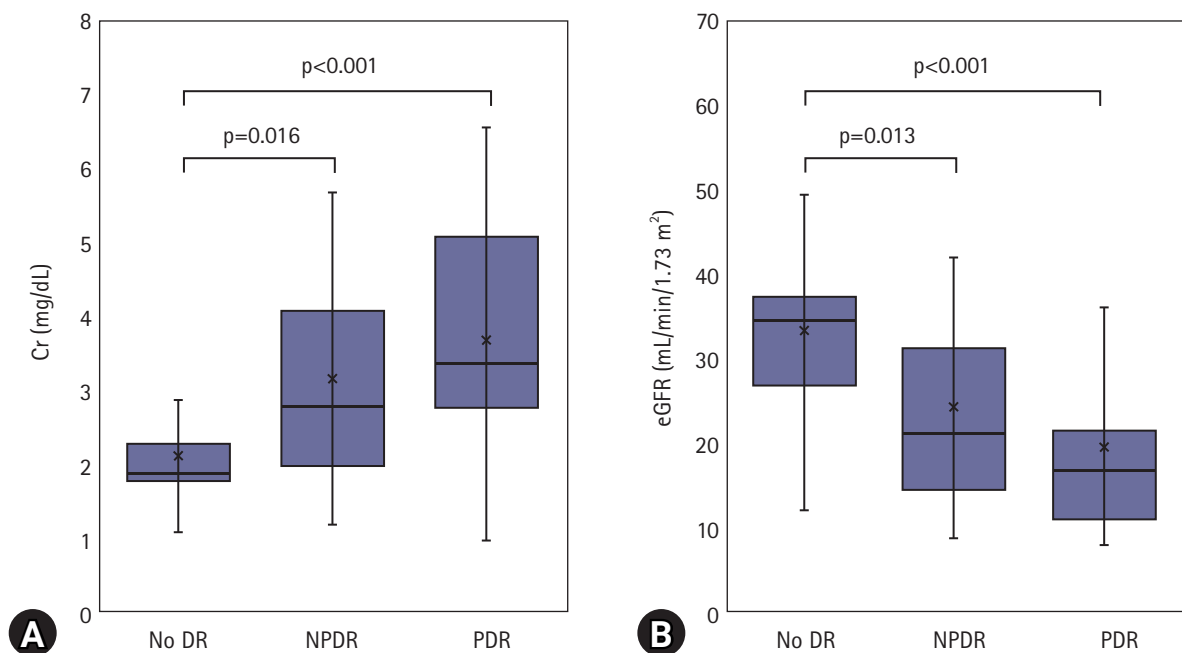 8
7
6
5
4
3
2
1
0
Cr (mg/dL)
p<0.001
p=0.016
No DR
NPDR
PDR
A
70
60
50
40
30
20
10
0
eGFR (mL/min/1.73 m²)
p<0.001
p=0.013
No DR
NPDR
PDR
B